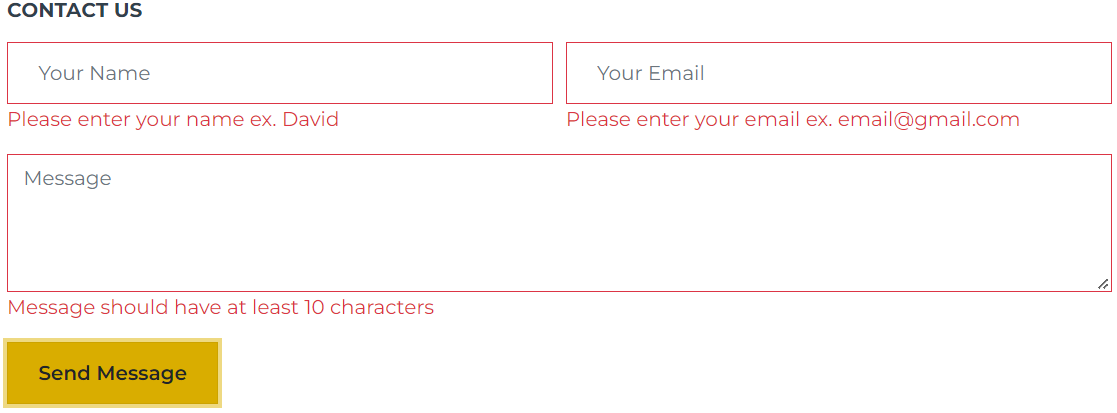 CONTACT US
Your Name
Your Email
Please enter your name ex. David
Please enter your email ex. email@gmail.com
Message
Message should have at least 10 characters
Send Message